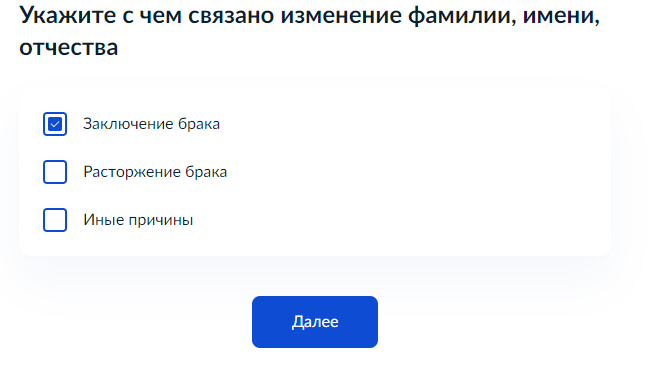 Укажите с чем связано изменение фамилии, имени,
отчества
Заключение брака
Расторжение брака
Иные причины
Далее